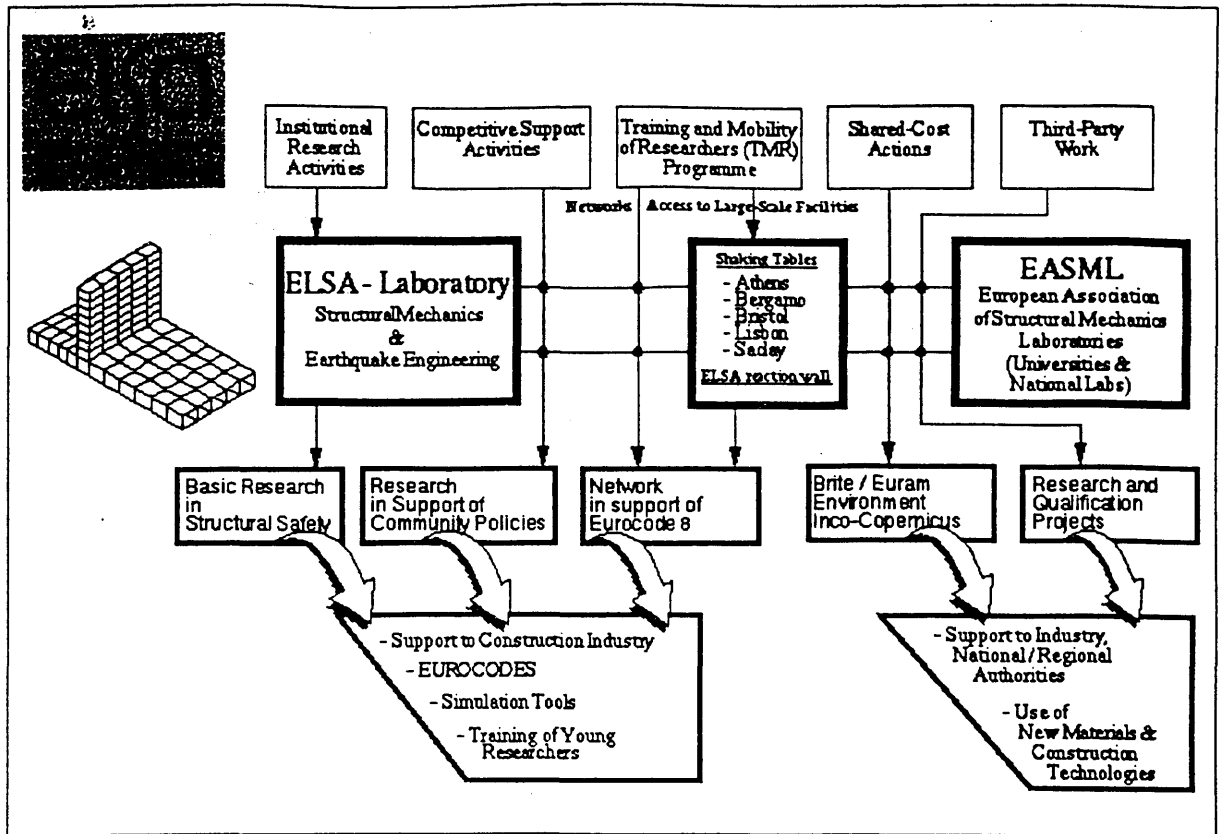 elsa
Institutional
Research
Activities
Competitive Support
Activities
Training and Mobility
of Researchers (TMR)
Programme
Shared-Cost
Actions
Third-Party
Work
Networks
Access to Large-Scale Facilities
ELSA - Laboratory
Structural Mechanics
&
Earthquake Engineering
Shaking Tables
- Athens
- Bergamo
- Bristol
- Lisbon
- Saclay
ELSA reaction wall
EASML
European Association
of Structural Mechanics
Laboratories
(Universities &
National Labs)
Basic Research
in
Structural Safety
Research
in Support of
Community Policies
Network
in support of
Eurocode 8
Brite / Euram
Environment
Inco-Copernicus
Research and
Qualification
Projects
- Support to Construction Industry
- EUROCODES
- Simulation Tools
- Training of Young
Researchers
- Support to Industry,
National / Regional
Authorities
- Use of
New Materials &
Construction
Technologies